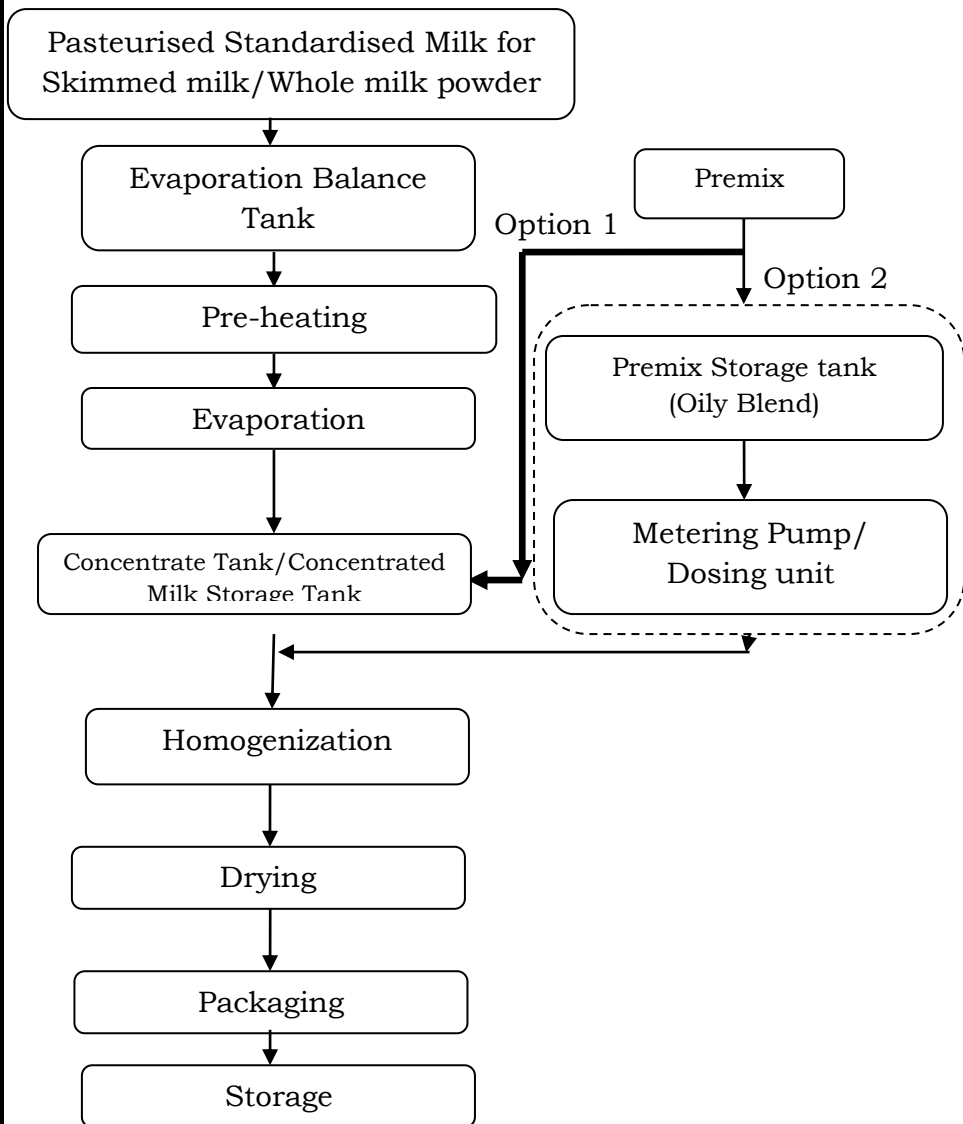 Pasteurised Standardised Milk for
Skimmed milk/Whole milk powder
Evaporation Balance
Tank
Premix
Option 1
Option 2
Pre-heating
Premix Storage tank
(Oily Blend)
Evaporation
Metering Pump/
Dosing unit
Concentrate Tank/Concentrated
Milk Storage Tank
Homogenization
Drying
Packaging
Storage